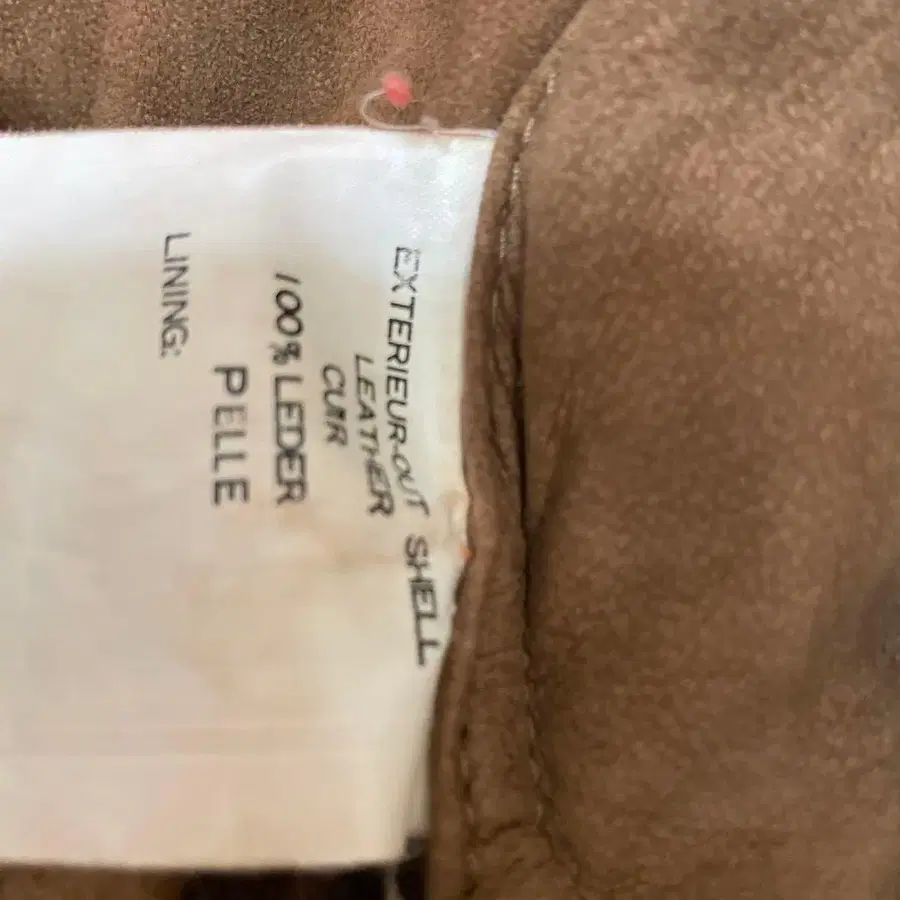 EXTERIEUR-OUT SHELL
LEATHER
CUIR
100% LEDER
PELLE
LINING: